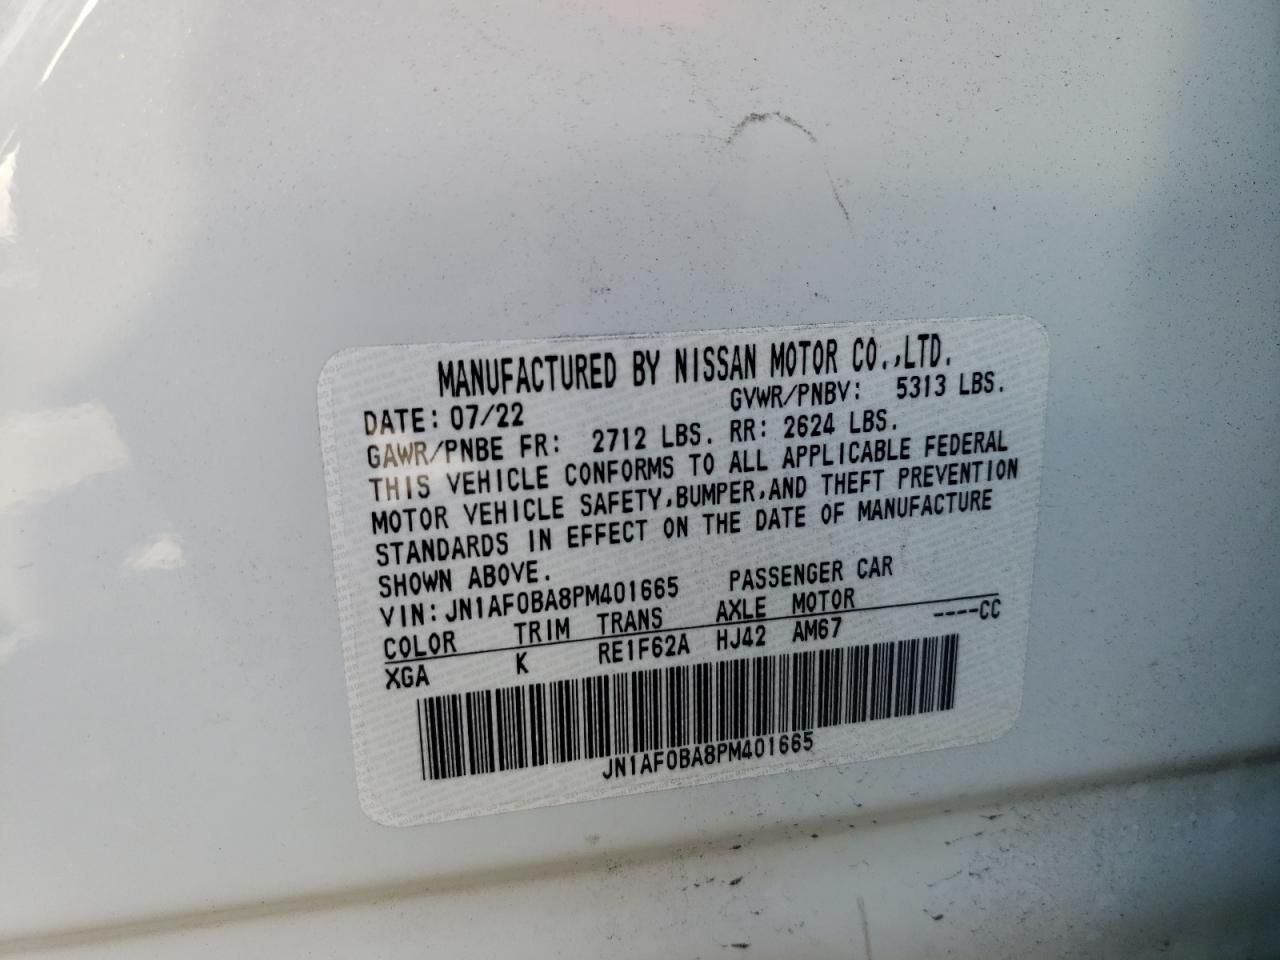 MANUFACTURED BY NISSAN MOTOR CO.,LTD.
DATE: 07/22 GVWR/PNBV: 5313 LBS.
GAWR/PNBE FR: 2712 LBS. RR: 2624 LBS.
THIS VEHICLE CONFORMS TO ALL APPLICABLE FEDERAL
MOTOR VEHICLE SAFETY,BUMPER,AND THEFT PREVENTION
STANDARDS IN EFFECT ON THE DATE OF MANUFACTURE
SHOWN ABOVE.
VIN:JN1AF0BA8PM401665 PASSENGER CAR
COLOR TRIM TRANS AXLE MOTOR ----CC
XGA K RE1F62A HJ42 AM67
JN1AF0BA8PM401665